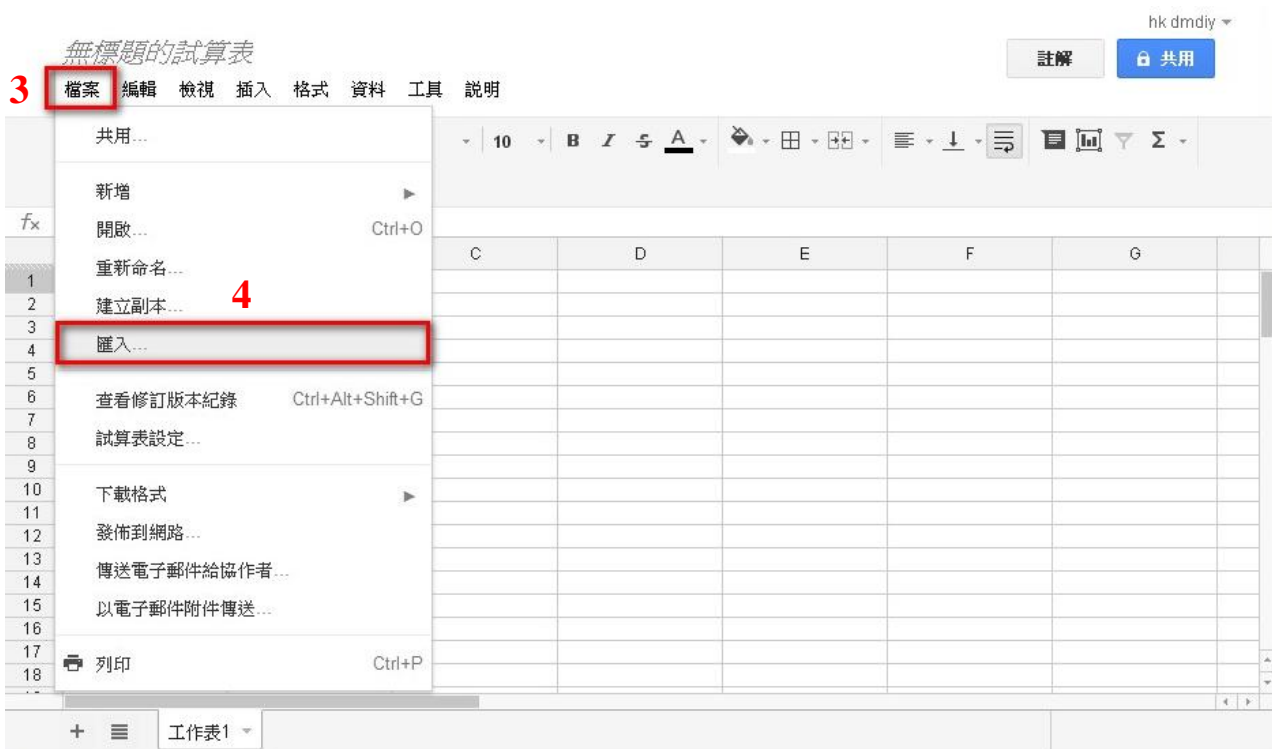 hk dmdiy
無標題的試算表
註解 共用
3 檔案 編輯 檢視 插入 格式 資料 工具 説明
共用...
10 B I S A Σ
新增
fx
開啟... Ctrl+O
C D E F G
重新命名...
1
建立副本... 4
2
3
匯入...
4
5
查看修訂版本紀錄 Ctrl+Alt+Shift+G
6
7
試算表設定...
8
9
下載格式
10
11
發佈到網路...
12
13
傳送電子郵件給協作者...
14
以電子郵件附件傳送...
15
16
17
列印 Ctrl+P
18
工作表1